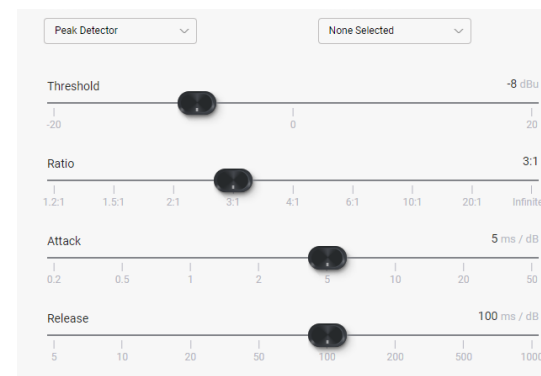 Peak Detector
None Selected
Threshold
-8 dBu
-20 0 20
Ratio
3:1
1.2:1 1.5:1 2:1 3:1 4:1 6:1 10:1 20:1 Infinite
Attack
5 ms / dB
0.2 0.5 1 2 5 10 20 50
Release
100 ms / dB
5 10 20 50 100 200 500 1000